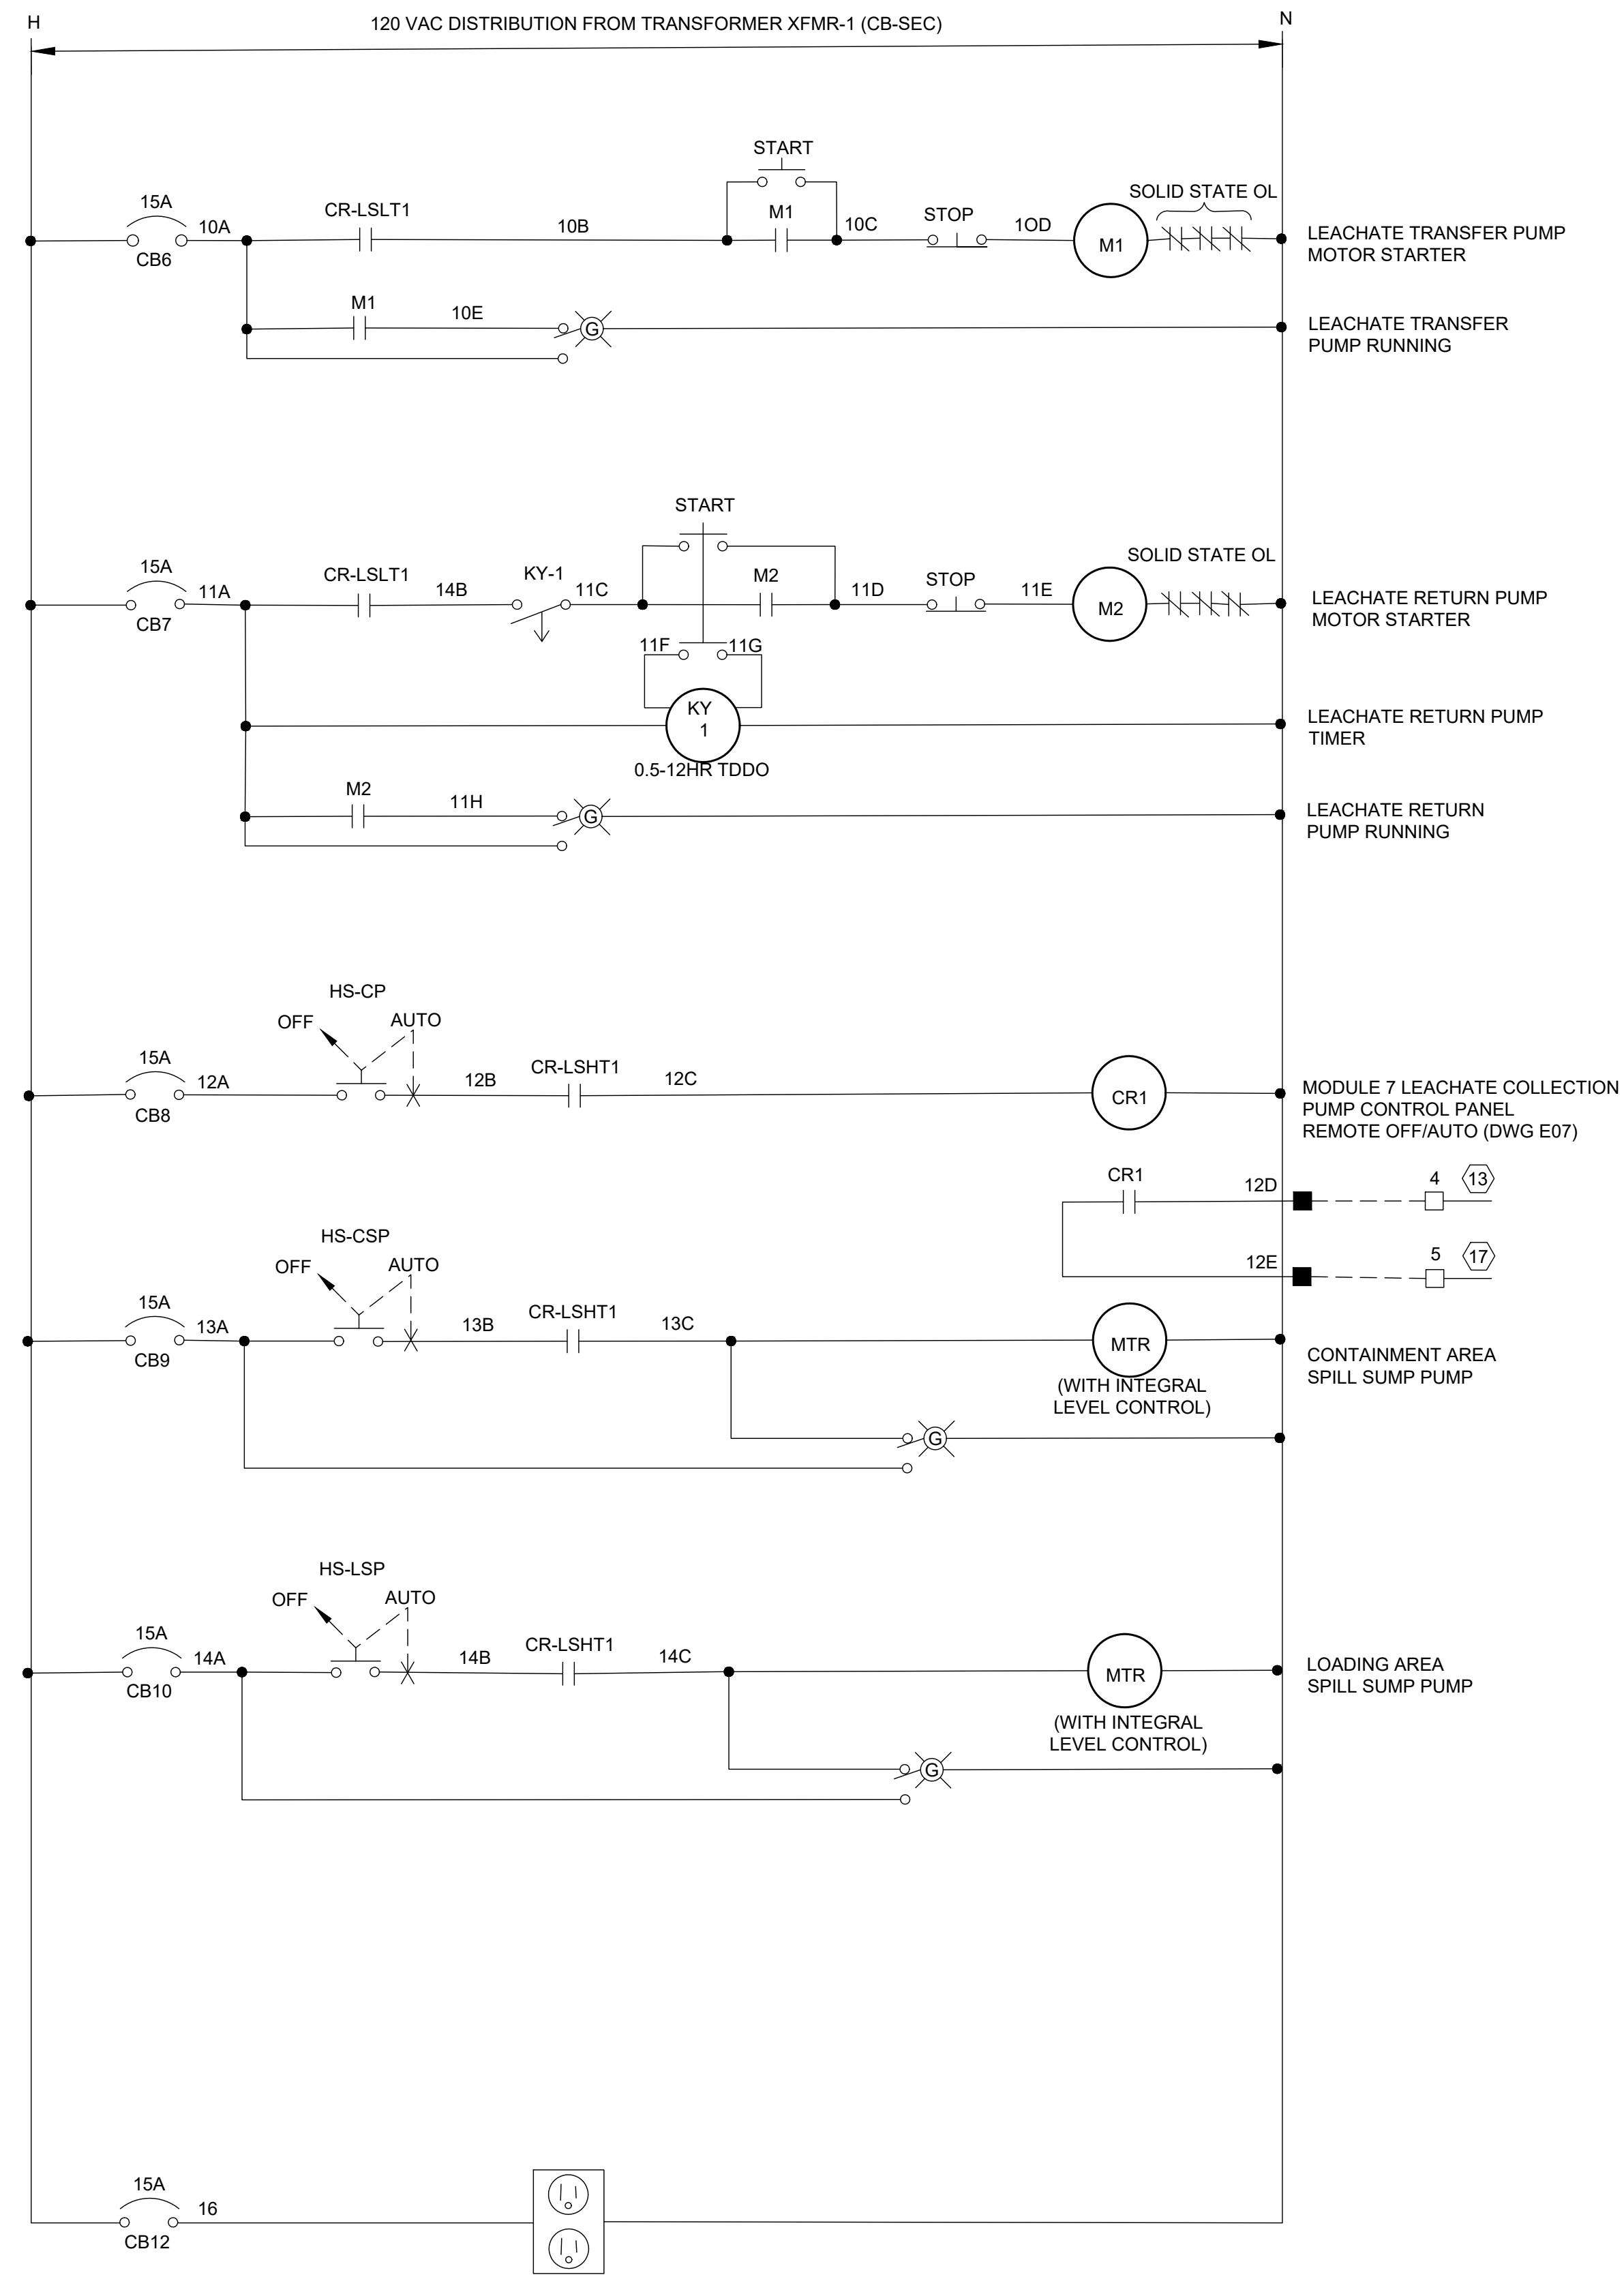 H
120 VAC DISTRIBUTION FROM TRANSFORMER XFMR-1 (CB-SEC)
N
START
15A
10A
CR-LSLT1
10B
M1
10C
STOP
1OD
M1
SOLID STATE OL
LEACHATE TRANSFER PUMP
MOTOR STARTER
CB6
M1
10E
G
LEACHATE TRANSFER
PUMP RUNNING
START
15A
11A
CR-LSLT1
14B
KY-1
11C
M2
11D
STOP
11E
M2
SOLID STATE OL
LEACHATE RETURN PUMP
MOTOR STARTER
CB7
11F
11G
KY
1
0.5-12HR TDDO
LEACHATE RETURN PUMP
TIMER
M2
11H
G
LEACHATE RETURN
PUMP RUNNING
HS-CP
OFF
AUTO
15A
12A
12B
CR-LSHT1
12C
CR1
CB8
MODULE 7 LEACHATE COLLECTION
PUMP CONTROL PANEL
REMOTE OFF/AUTO (DWG E07)
CR1
12D
4
13
12E
5
17
HS-CSP
OFF
AUTO
15A
13A
13B
CR-LSHT1
13C
MTR
CB9
(WITH INTEGRAL
LEVEL CONTROL)
CONTAINMENT AREA
SPILL SUMP PUMP
G
HS-LSP
OFF
AUTO
15A
14A
14B
CR-LSHT1
14C
MTR
CB10
(WITH INTEGRAL
LEVEL CONTROL)
LOADING AREA
SPILL SUMP PUMP
G
15A
16
CB12